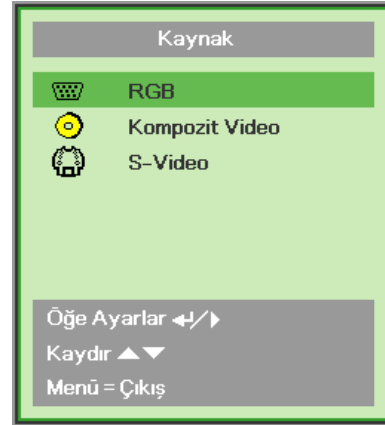 Kaynak
RGB
Kompozit Video
S-Video
Öğe Ayarlar
Kaydır
Menü = Çıkış